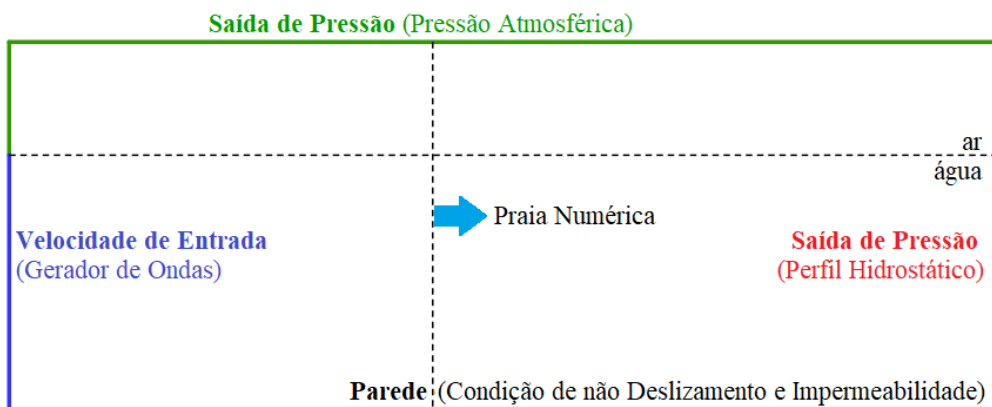 Saída de Pressão (Pressão Atmosférica)
ar
água
Praia Numérica
Velocidade de Entrada
(Gerador de Ondas)
Saída de Pressão
(Perfil Hidrostático)
Parede (Condição de não Deslizamento e Impermeabilidade)